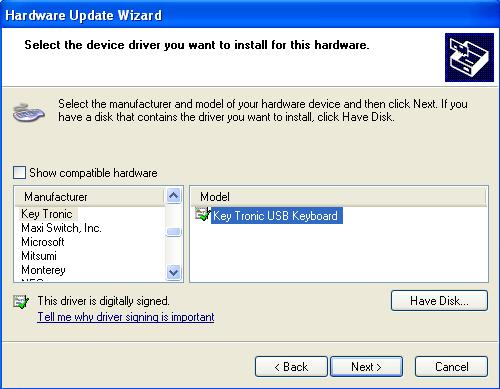 Hardware Update Wizard
Select the device driver you want to install for this hardware.
Select the manufacturer and model of your hardware device and then click Next. If you
have a disk that contains the driver you want to install, click Have Disk.
Show compatible hardware
Manufacturer
Key Tronic
Maxi Switch, Inc.
Microsoft
Mitsumi
Monterey
Model
Key Tronic USB Keyboard
This driver is digitally signed.
Tell me why driver signing is important
Have Disk...
< Back
Next >
Cancel